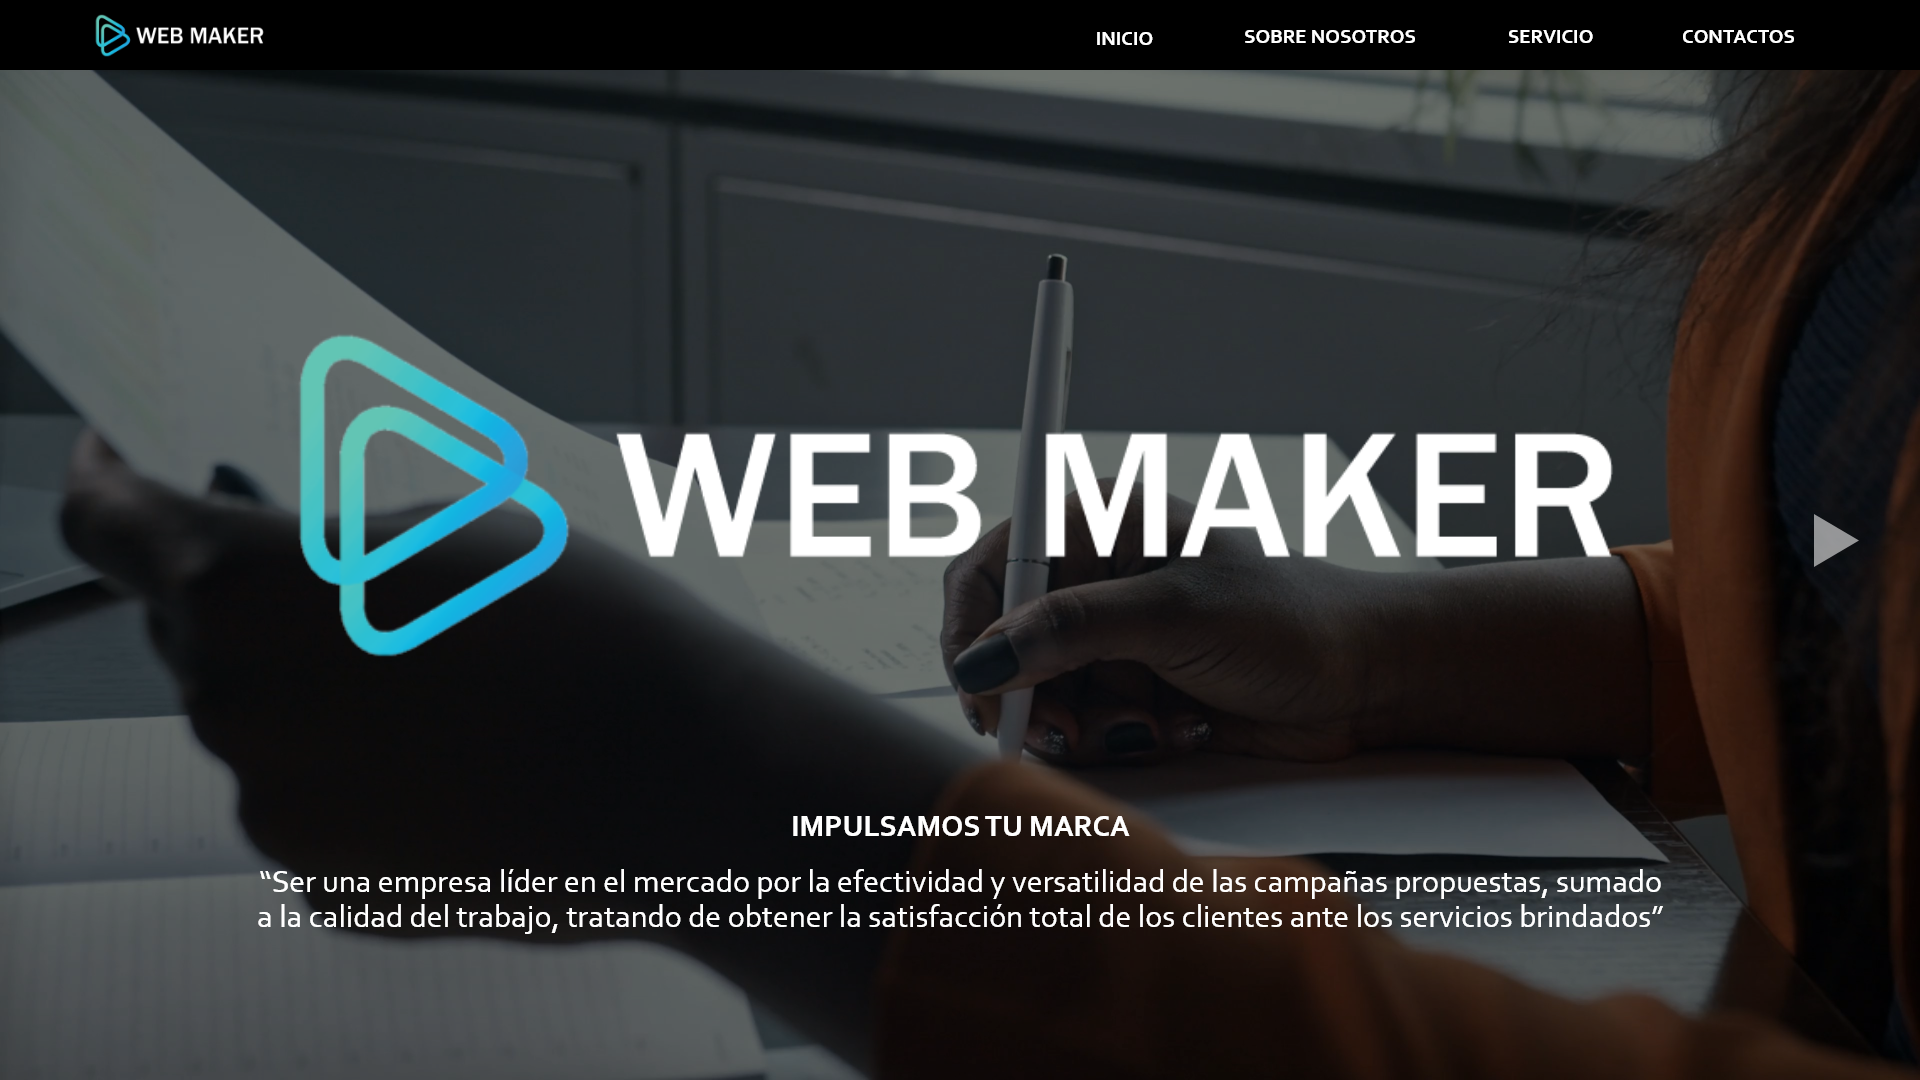 WEB MAKER
INICIO
SOBRE NOSOTROS
SERVICIO
CONTACTOS
WEB MAKER
IMPULSAMOS TU MARCA
“Ser una empresa líder en el mercado por la efectividad y versatilidad de las campañas propuestas, sumado
a la calidad del trabajo, tratando de obtener la satisfacción total de los clientes ante los servicios brindados”